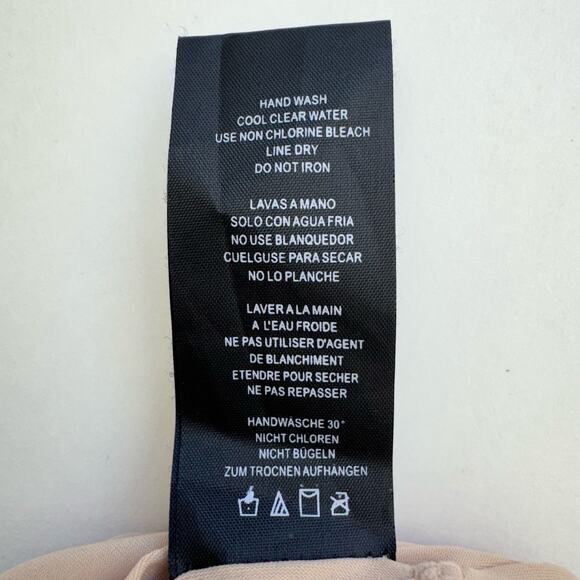 HAND WASH
COOL CLEAR WATER
USE NON CHLORINE BLEACH
LINE DRY
DO NOT IRON
LAVAS A MANO
SOLO CON AGUA FRIA
NO USE BLANQUEDOR
CUELGUSE PARA SECAR
NO LO PLANCHE
LAVER A LA MAIN
A L'EAU FROIDE
NE PAS UTILISER D'AGENT
DE BLANCHIMENT
ETENDRE POUR SECHER
NE PAS REPASSER
HANDWÄSCHE 30°
NICHT CHLOREN
NICHT BÜGELN
ZUM TROCNEN AUFHANGEN